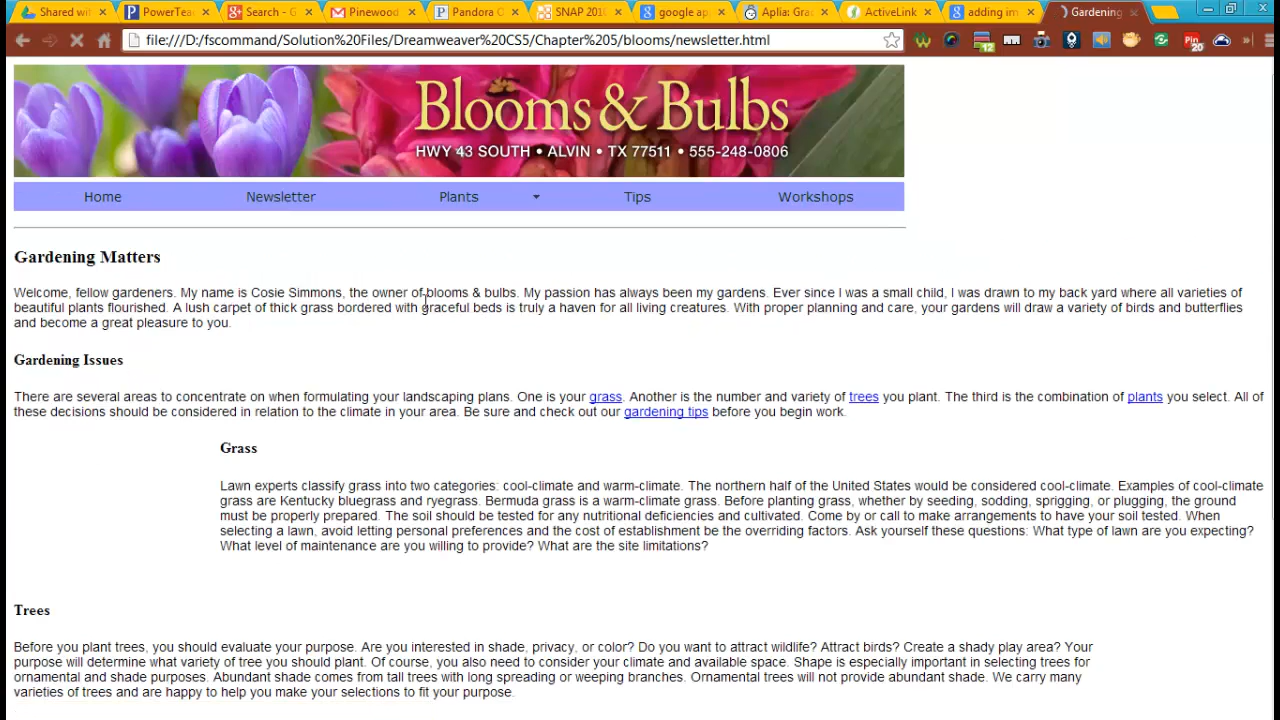 Shared wit
PowerTea
Search - G
Pinewood
Pandora O
SNAP 201
google ap
Aplia: Gra
ActiveLink
adding im
Gardening
file:///D:/fscommand/Solution%20Files/Dreamweaver%20CS5/Chapter%205/blooms/newsletter.html
12
Pin
20
Blooms & Bulbs
HWY 43 SOUTH • ALVIN • TX 77511 • 555-248-0806
Home Newsletter Plants Tips Workshops
Gardening Matters
Welcome, fellow gardeners. My name is Cosie Simmons, the owner of blooms & bulbs. My passion has always been my gardens. Ever since I was a small child, I was drawn to my back yard where all varieties of
beautiful plants flourished. A lush carpet of thick grass bordered with graceful beds is truly a haven for all living creatures. With proper planning and care, your gardens will draw a variety of birds and butterflies
and become a great pleasure to you.
Gardening Issues
There are several areas to concentrate on when formulating your landscaping plans. One is your grass. Another is the number and variety of trees you plant. The third is the combination of plants you select. All of
these decisions should be considered in relation to the climate in your area. Be sure and check out our gardening tips before you begin work.
Grass
Lawn experts classify grass into two categories: cool-climate and warm-climate. The northern half of the United States would be considered cool-climate. Examples of cool-climate
grass are Kentucky bluegrass and ryegrass. Bermuda grass is a warm-climate grass. Before planting grass, whether by seeding, sodding, sprigging, or plugging, the ground
must be properly prepared. The soil should be tested for any nutritional deficiencies and cultivated. Come by or call to make arrangements to have your soil tested. When
selecting a lawn, avoid letting personal preferences and the cost of establishment be the overriding factors. Ask yourself these questions: What type of lawn are you expecting?
What level of maintenance are you willing to provide? What are the site limitations?
Trees
Before you plant trees, you should evaluate your purpose. Are you interested in shade, privacy, or color? Do you want to attract wildlife? Attract birds? Create a shady play area? Your
purpose will determine what variety of tree you should plant. Of course, you also need to consider your climate and available space. Shape is especially important in selecting trees for
ornamental and shade purposes. Abundant shade comes from tall trees with long spreading or weeping branches. Ornamental trees will not provide abundant shade. We carry many
varieties of trees and are happy to help you make your selections to fit your purpose.